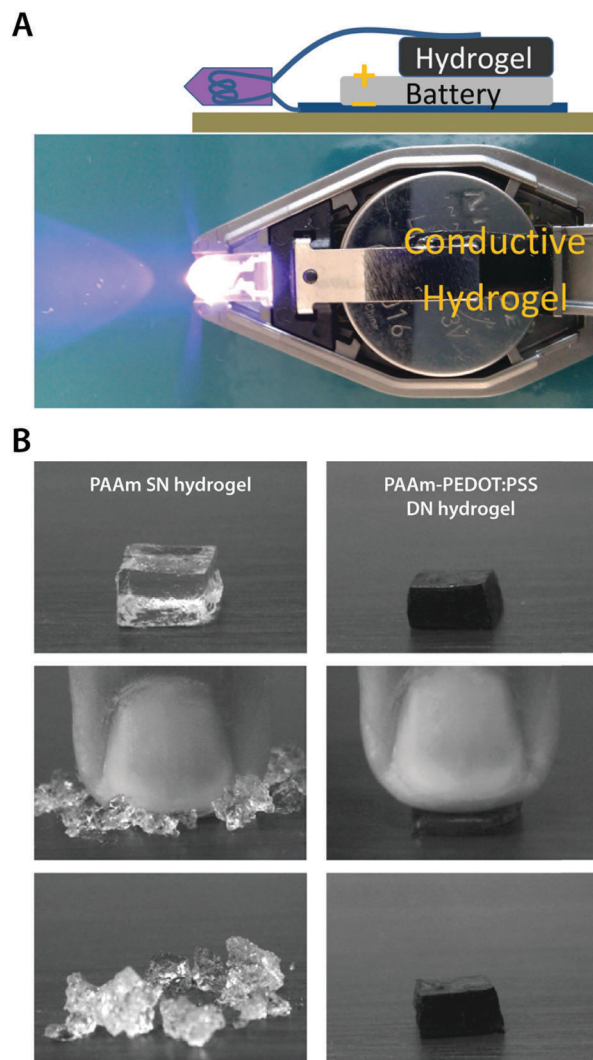 A
Hydrogel
+
Battery
−
Conductive
Hydrogel
B
PAAm SN hydrogel
PAAm-PEDOT:PSS
DN hydrogel